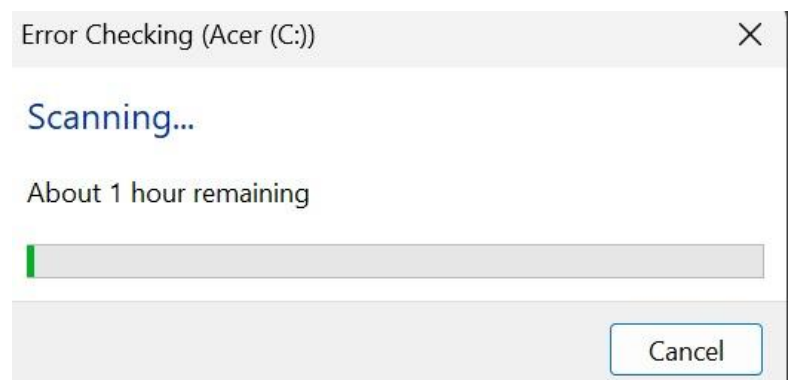 Error Checking (Acer (C:))
Scanning...
About 1 hour remaining
Cancel